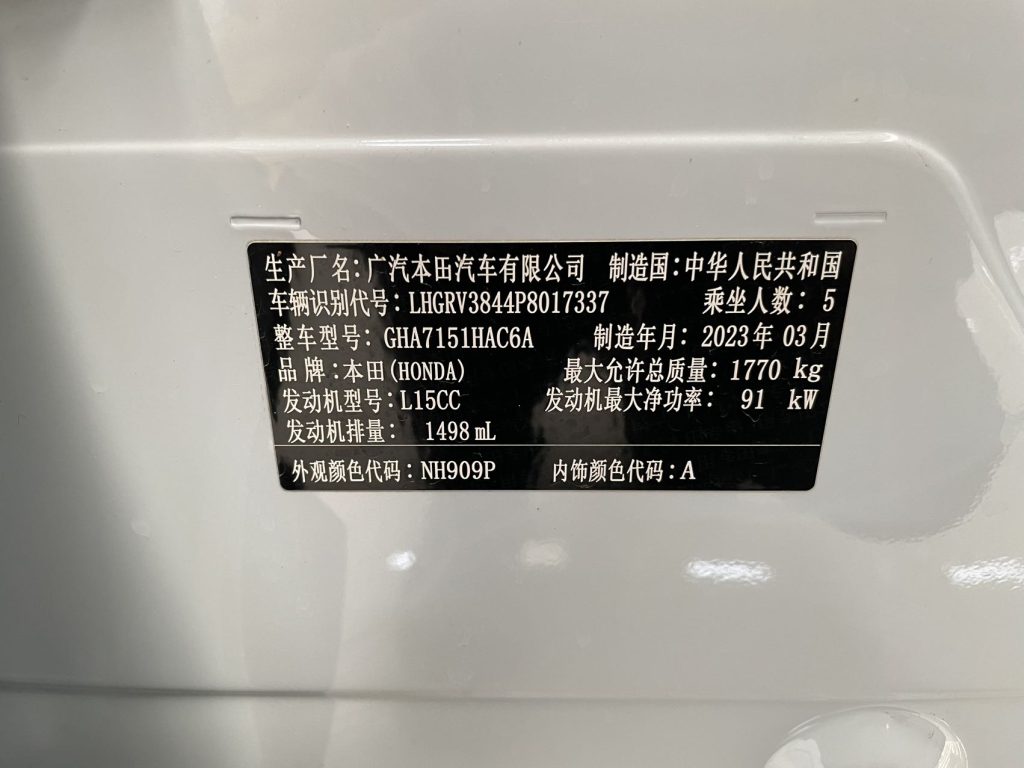 生产厂名:广汽本田汽车有限公司 制造国:中华人民共和国
车辆识别代号: LHGRV3844P8017337 乘坐人数: 5
整车型号: GHA7151HAC6A 制造年月: 2023年 03月
品 牌:本田(HONDA) 最大允许总质量: 1770 kg
发动机型号: L15CC 发动机最大净功率: 91 kW
发动机排量: 1498 mL
外观颜色代码: NH909P 内饰颜色代码: A